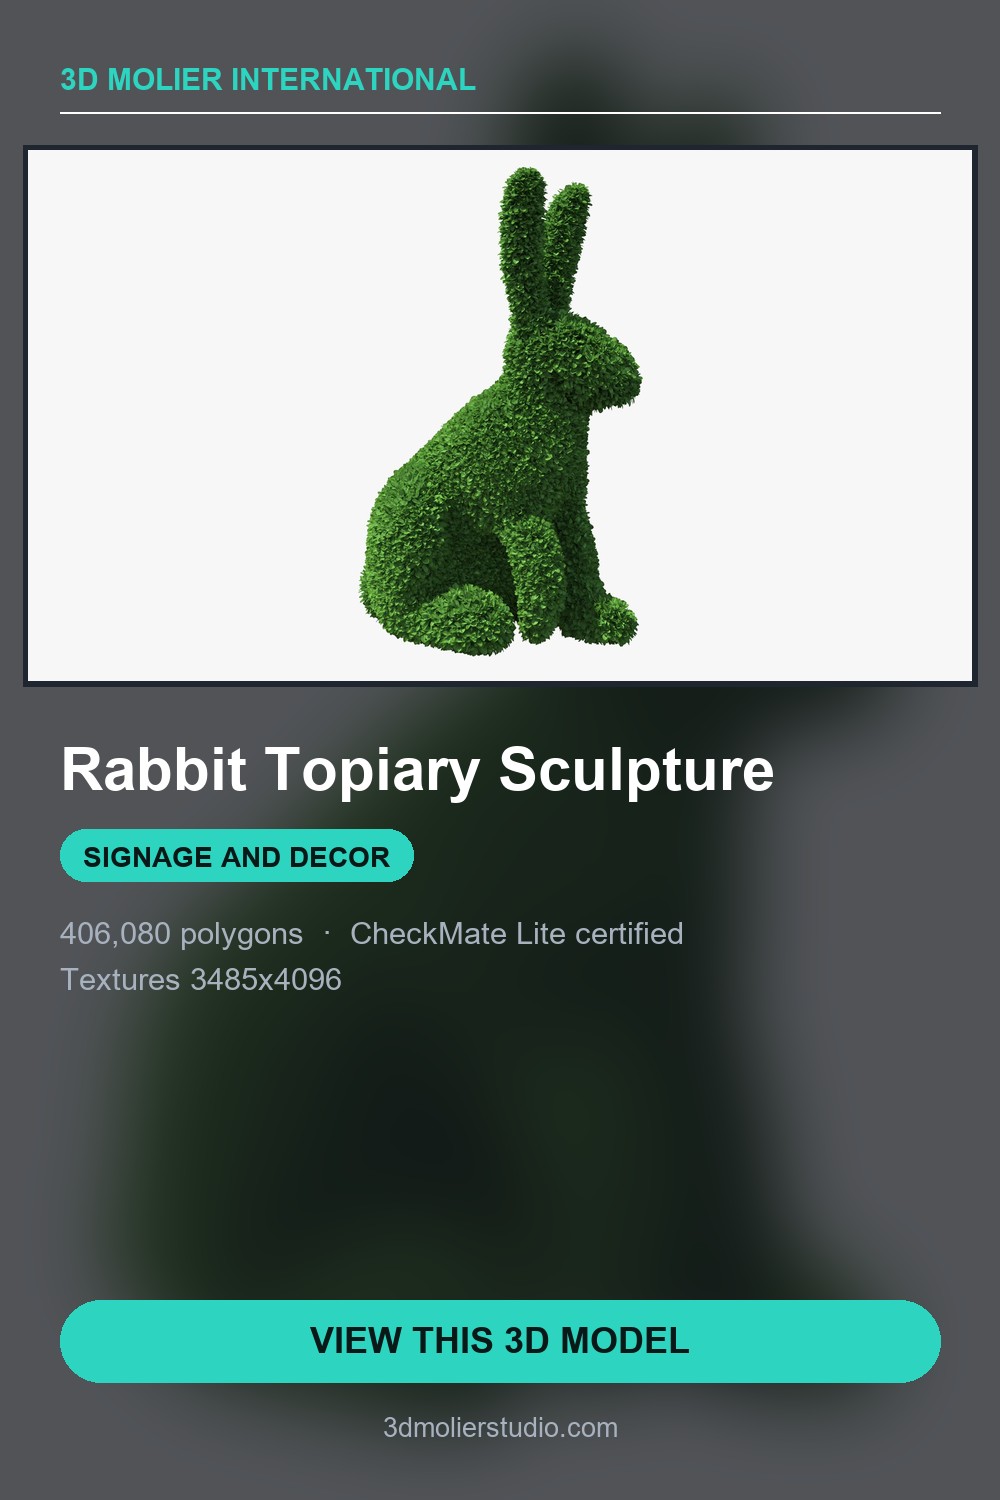 3D MOLIER INTERNATIONAL
Rabbit Topiary Sculpture
SIGNAGE AND DECOR
406,080 polygons · CheckMate Lite certified
Textures 3485x4096
VIEW THIS 3D MODEL
3dmolierstudio.com